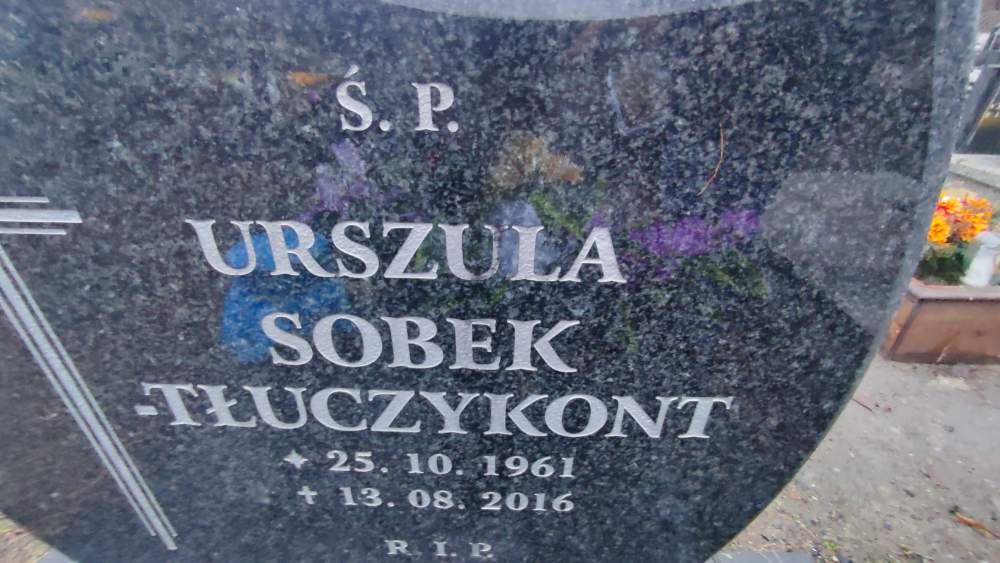 Ś. P.
URSZULA
SOBEK
-TŁUCZYKONT
✦ 25. 10. 1961
✝ 13. 08. 2016
R. I. P.